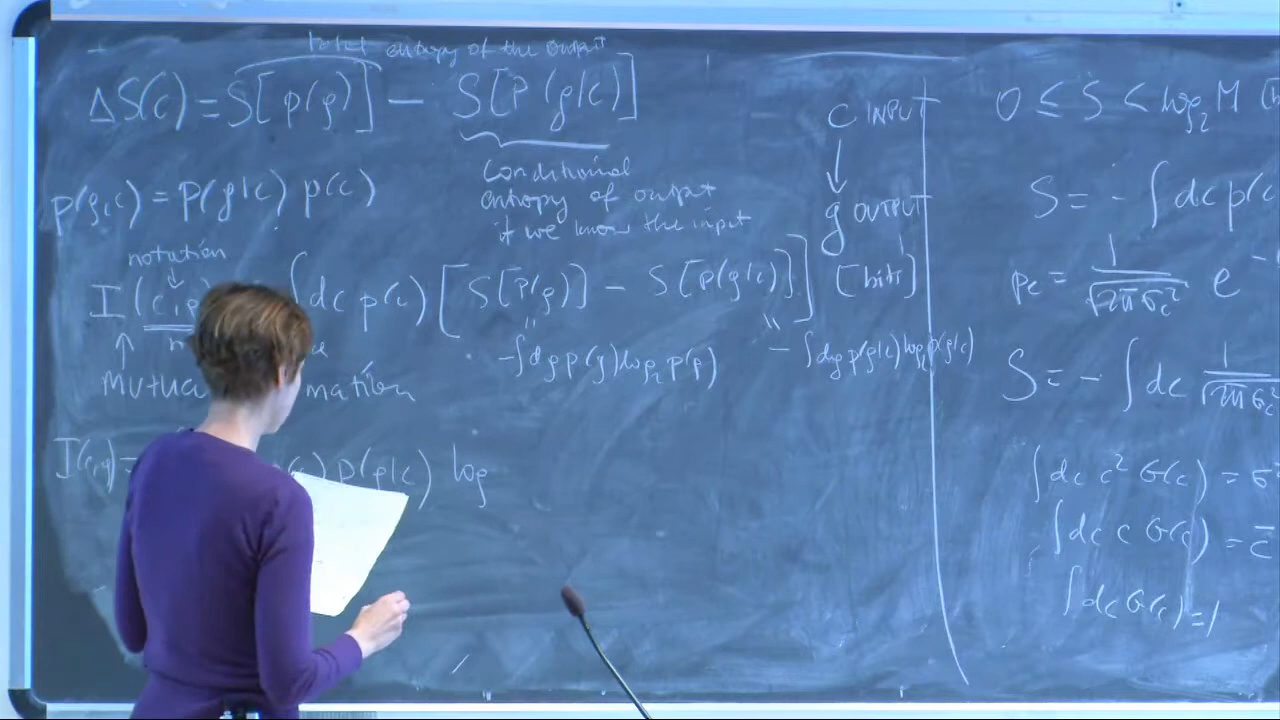 total entropy of the output
ΔS(c) = S[p(g)] − S[P(g|c)]
Conditional
entropy of output
if we know the input
p(g,c) = P(g|c) p(c)
notation
∫dc p(c) [S[P(g)] − S[p(g|c)]] [bits]
−∫dg p(g) log₂ p(g)
−∫dg p(g|c) log₂ p(g|c)
I(c,g) = p(g|c) log
C INPUT
↓
g OUTPUT
0 ≤ S < log₂ M
S = - ∫dc p(c
pc = 1/√2πσc² e⁻
S = − ∫dc 1/√2πσc²
∫dc c² G(c) = σ²
∫dc c G(c) = c̄
∫dc G(c) = 1